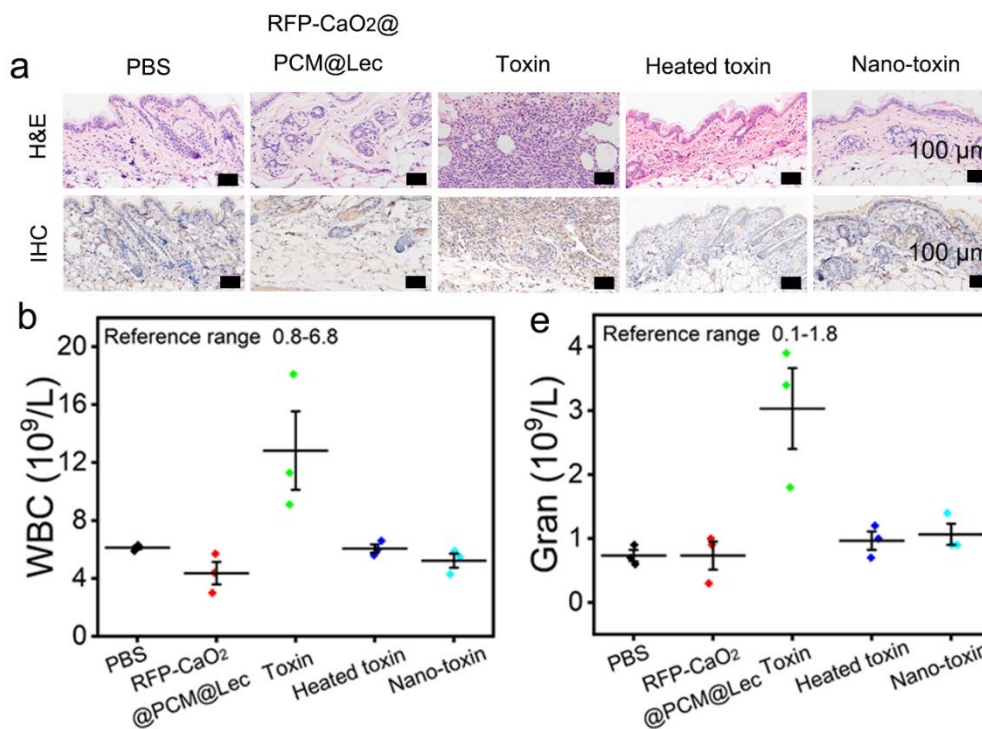 RFP-CaO2@
a PBS PCM@Lec Toxin Heated toxin Nano-toxin
H&E
100 μm
IHC
100 μm
b
Reference range 0.8-6.8
WBC (10⁹/L)
20
16
12
8
4
0
PBS
RFP-CaO2
@PCM@Lec
Toxin
Heated toxin
Nano-toxin
e
Reference range 0.1-1.8
Gran (10⁹/L)
4
3
2
1
0
PBS
RFP-CaO2
@PCM@Lec
Toxin
Heated toxin
Nano-toxin